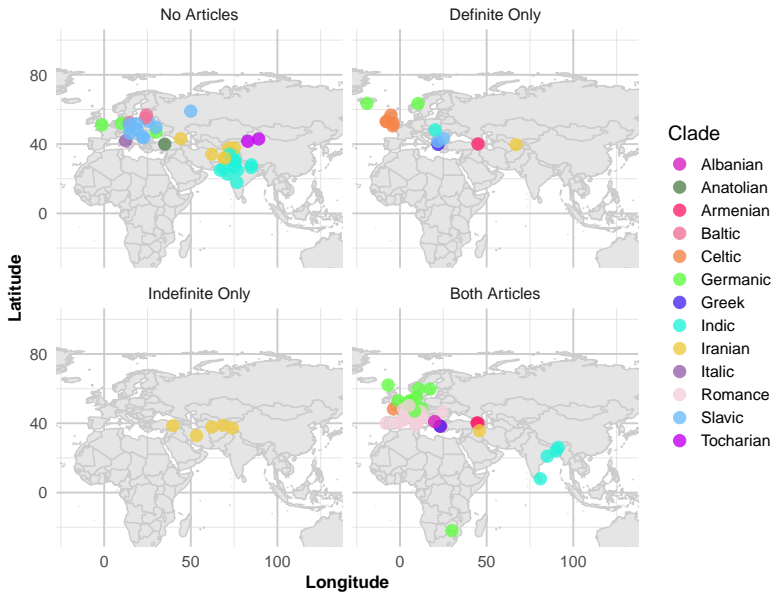 No Articles
Definite Only
80
40
0
Indefinite Only
Both Articles
80
40
0
0
50
100
0
50
100
Longitude
Latitude
Clade
Albanian
Anatolian
Armenian
Baltic
Celtic
Germanic
Greek
Indic
Iranian
Italic
Romance
Slavic
Tocharian